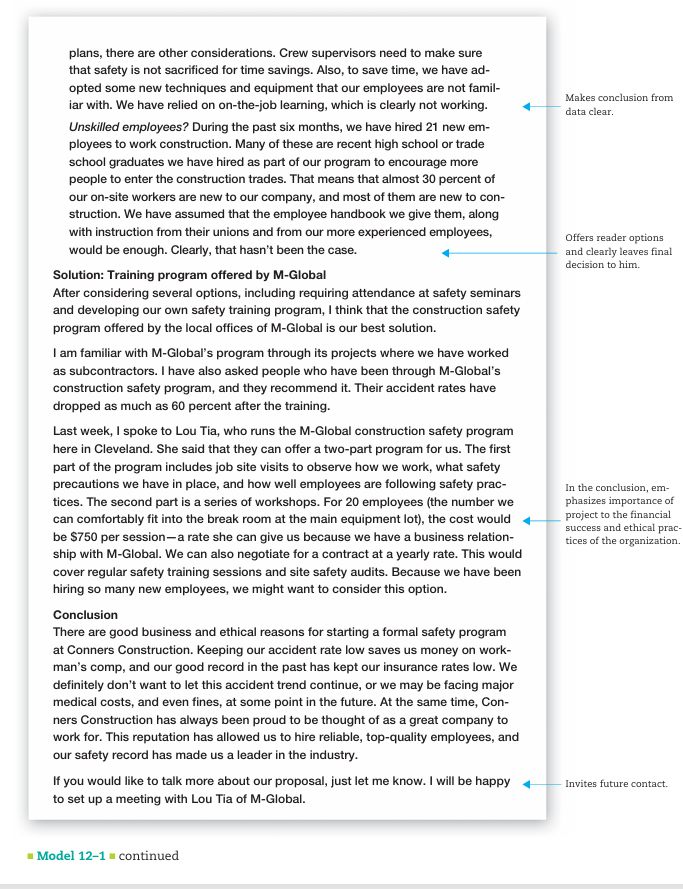 plans, there are other considerations. Crew supervisors need to make sure
that safety is not sacrificed for time savings. Also, to save time, we have ad-
opted some new techniques and equipment that our employees are not famil-
iar with. We have relied on on-the-job learning, which is clearly not working.
Makes conclusion from
data clear.
Unskilled employees? During the past six months, we have hired 21 new em-
ployees to work construction. Many of these are recent high school or trade
school graduates we have hired as part of our program to encourage more
people to enter the construction trades. That means that almost 30 percent of
our on-site workers are new to our company, and most of them are new to con-
struction. We have assumed that the employee handbook we give them, along
with instruction from their unions and from our more experienced employees,
would be enough. Clearly, that hasn't been the case.
Offers reader options
and clearly leaves final
decision to him.
Solution: Training program offered by M-Global
After considering several options, including requiring attendance at safety seminars
and developing our own safety training program, I think that the construction safety
program offered by the local offices of M-Global is our best solution.
I am familiar with M-Global's program through its projects where we have worked
as subcontractors. I have also asked people who have been through M-Global's
construction safety program, and they recommend it. Their accident rates have
dropped as much as 60 percent after the training.
Last week, I spoke to Lou Tia, who runs the M-Global construction safety program
here in Cleveland. She said that they can offer a two-part program for us. The first
part of the program includes job site visits to observe how we work, what safety
precautions we have in place, and how well employees are following safety prac-
tices. The second part is a series of workshops. For 20 employees (the number we
can comfortably fit into the break room at the main equipment lot), the cost would
be $750 per session—a rate she can give us because we have a business relation-
ship with M-Global. We can also negotiate for a contract at a yearly rate. This would
cover regular safety training sessions and site safety audits. Because we have been
hiring so many new employees, we might want to consider this option.
In the conclusion, em-
phasizes importance of
project to the financial
success and ethical prac-
tices of the organization.
Conclusion
There are good business and ethical reasons for starting a formal safety program
at Conners Construction. Keeping our accident rate low saves us money on work-
man's comp, and our good record in the past has kept our insurance rates low. We
definitely don't want to let this accident trend continue, or we may be facing major
medical costs, and even fines, at some point in the future. At the same time, Con-
ners Construction has always been proud to be thought of as a great company to
work for. This reputation has allowed us to hire reliable, top-quality employees, and
our safety record has made us a leader in the industry.
If you would like to talk more about our proposal, just let me know. I will be happy
to set up a meeting with Lou Tia of M-Global.
Invites future contact.
Model 12–1 continued